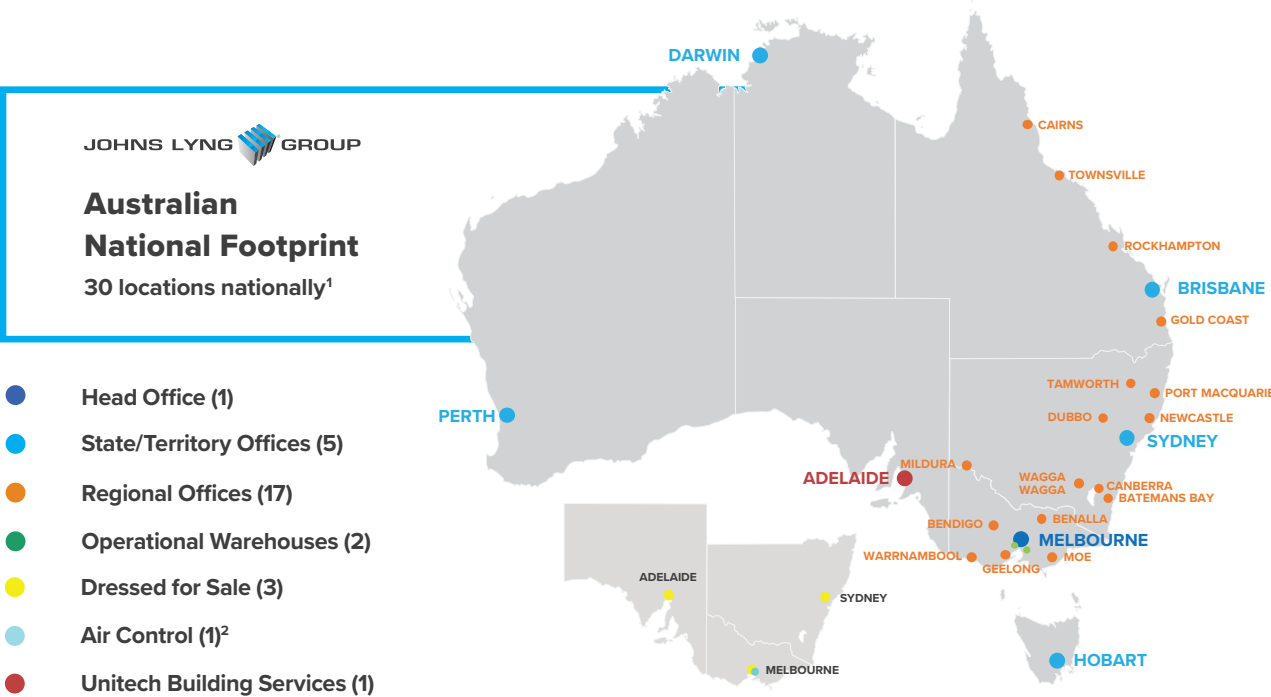 JOHNS LYNG GROUP
Australian
National Footprint
30 locations nationally¹
Head Office (1)
State/Territory Offices (5)
Regional Offices (17)
Operational Warehouses (2)
Dressed for Sale (3)
Air Control (1)²
Unitech Building Services (1)
DARWIN
CAIRNS
TOWNSVILLE
ROCKHAMPTON
BRISBANE
GOLD COAST
TAMWORTH
PORT MACQUARIE
DUBBO
NEWCASTLE
PERTH
SYDNEY
MILDURA
ADELAIDE
WAGGA
WAGGA
CANBERRA
BATEMANS BAY
BENDIGO
BENALLA
MELBOURNE
WARRNAMBOOL
MOE
GEELONG
HOBART
ADELAIDE
SYDNEY
MELBOURNE